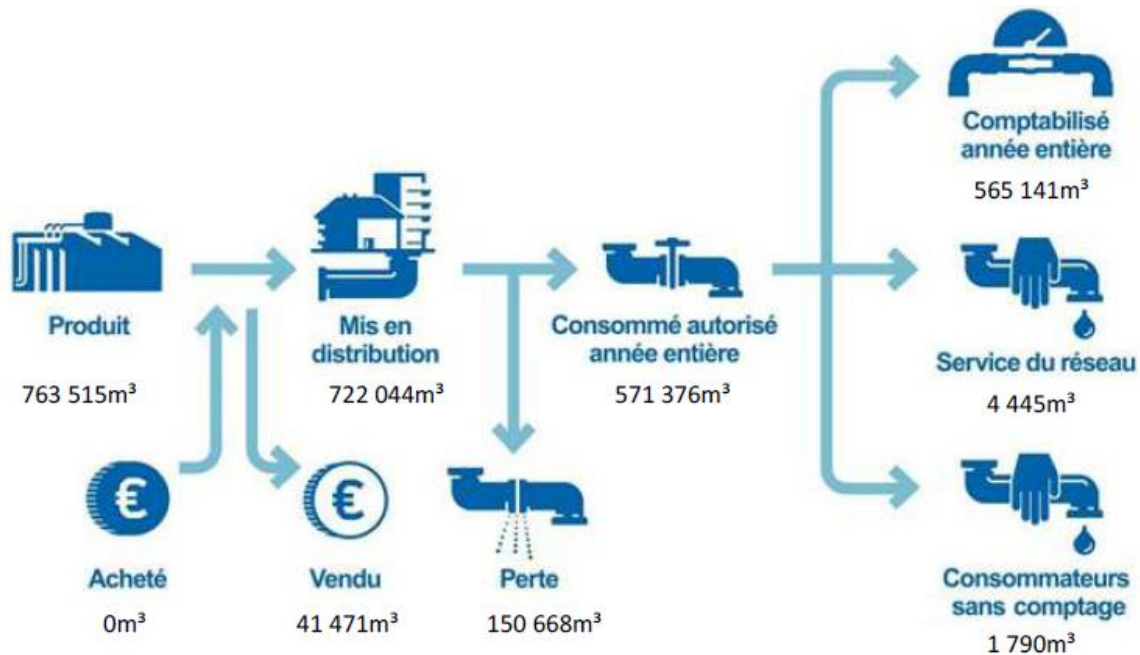 Comptabilisé
année entière
565 141m³
Produit
763 515m³
Mis en
distribution
722 044m³
Consommé autorisé
année entière
571 376m³
Service du réseau
4 445m³
€
Acheté
0m³
€
Vendu
41 471m³
Perte
150 668m³
Consommateurs
sans comptage
1 790m³